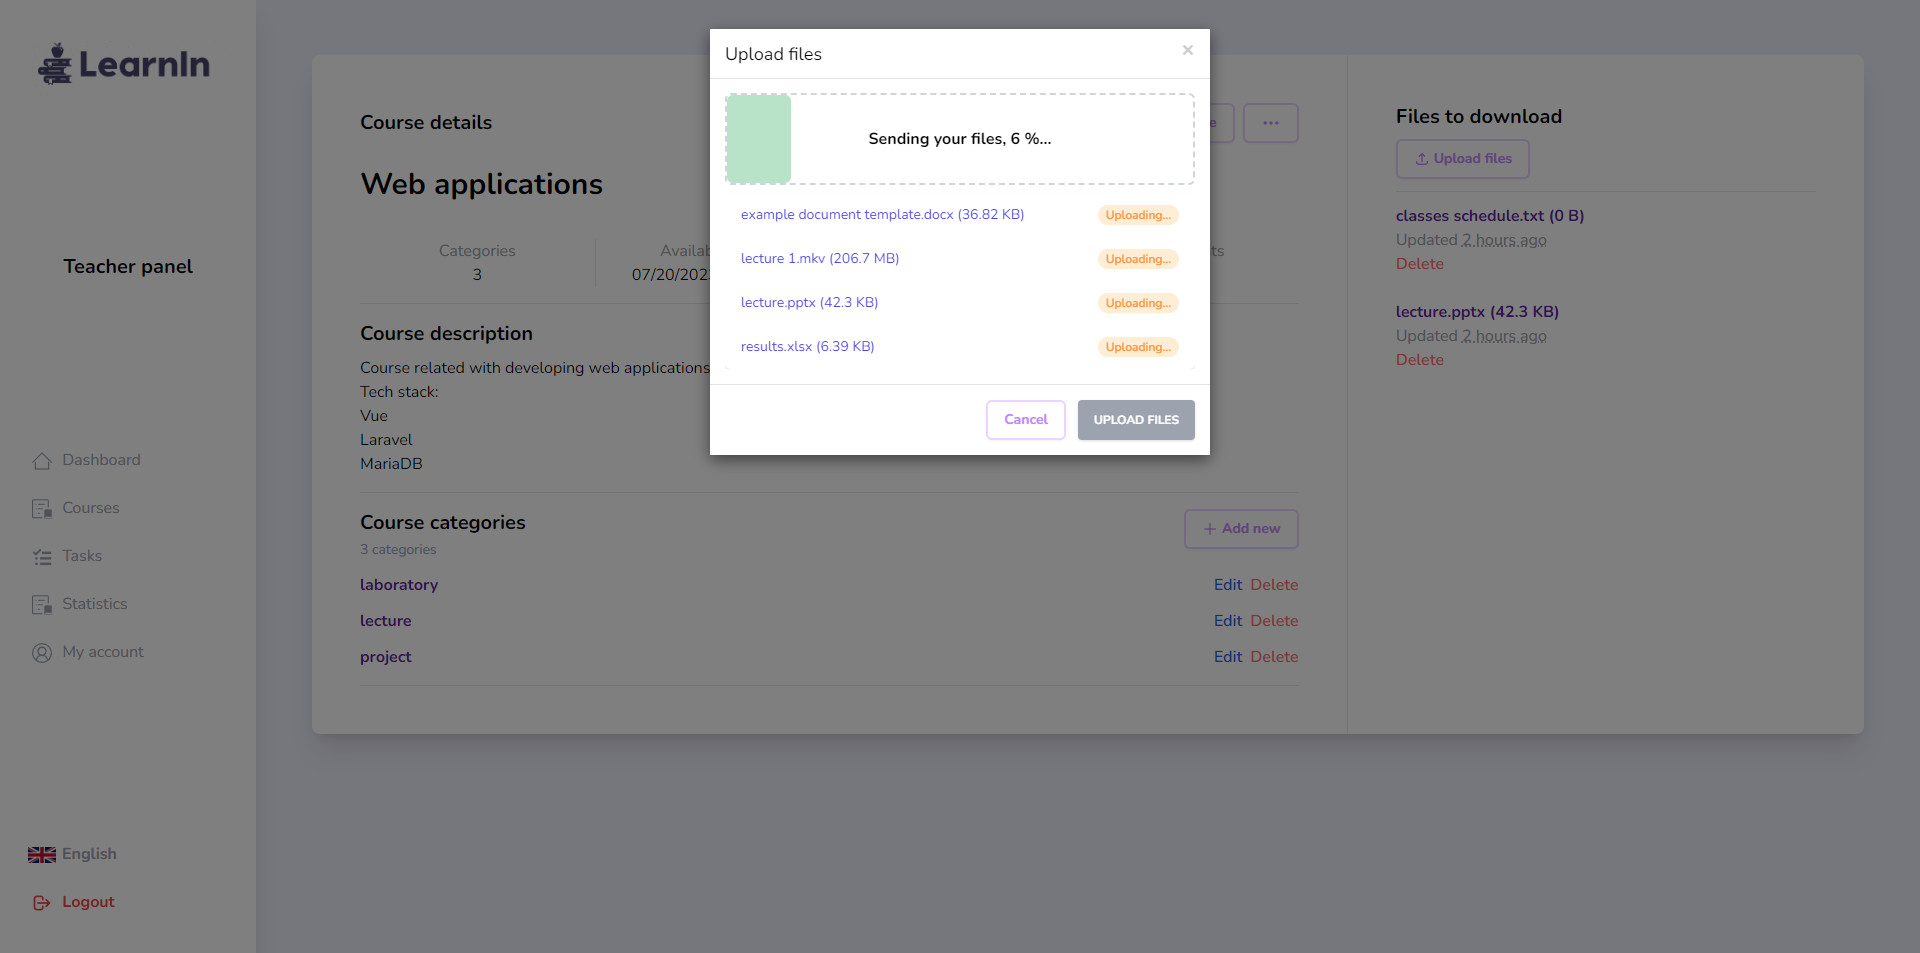 LearnIn
Teacher panel
Dashboard
Courses
Tasks
Statistics
My account
English
Logout
Course details
Web applications
Categories
3
07/20/202
Course description
Course related with developing web applications
Tech stack:
Vue
Laravel
MariaDB
Course categories
3 categories
+ Add new
laboratory
Edit Delete
lecture
Edit Delete
project
Edit Delete
Upload files
×
Sending your files, 6 %...
example document template.docx (36.82 KB) Uploading...
lecture 1.mkv (206.7 MB) Uploading...
lecture.pptx (42.3 KB) Uploading...
results.xlsx (6.39 KB) Uploading...
Cancel
UPLOAD FILES
...
Files to download
Upload files
classes schedule.txt (0 B)
Updated 2 hours ago
Delete
lecture.pptx (42.3 KB)
Updated 2 hours ago
Delete